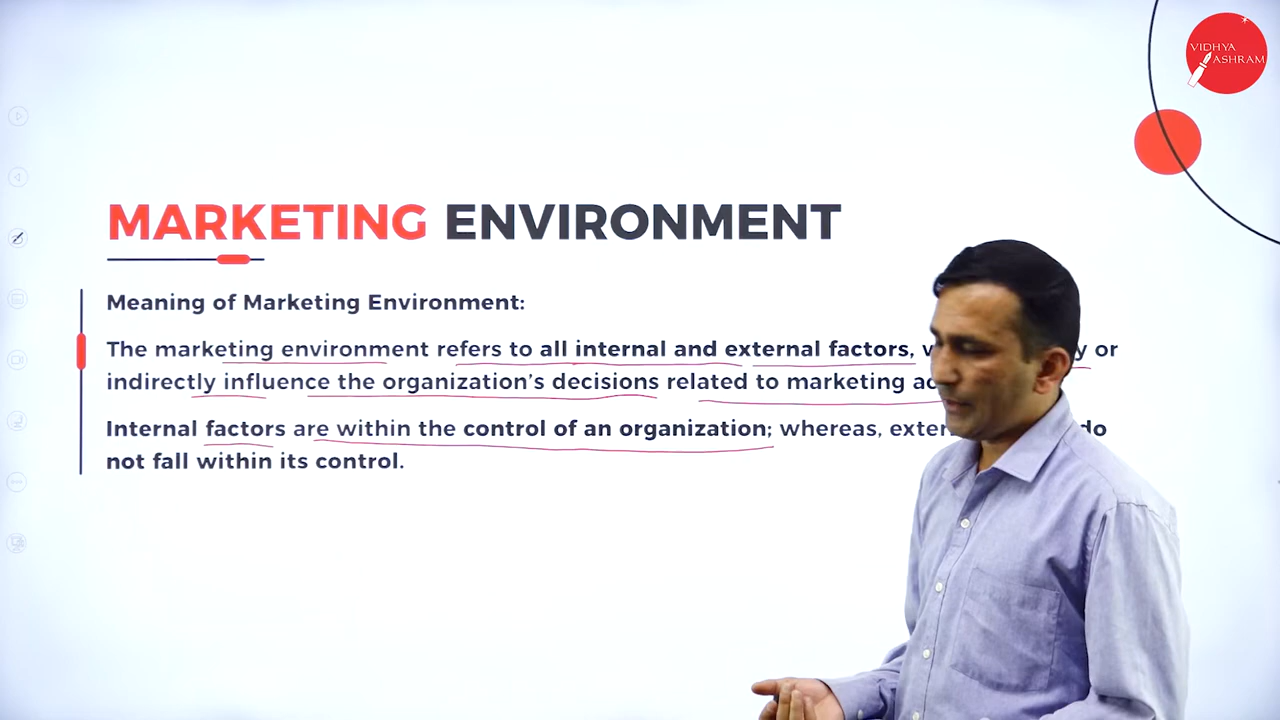 VIDHYA
ASHRAM
MARKETING ENVIRONMENT
Meaning of Marketing Environment:
The marketing environment refers to all internal and external factors, or
indirectly influence the organization's decisions related to marketing
Internal factors are within the control of an organization; whereas, do
not fall within its control.